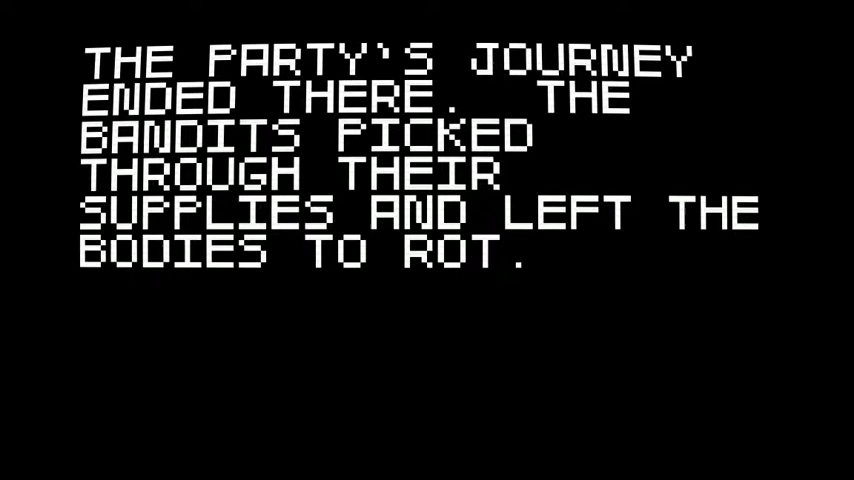 THE PARTY'S JOURNEY
ENDED THERE.  THE
BANDITS PICKED
THROUGH THEIR
SUPPLIES AND LEFT THE
BODIES TO ROT.